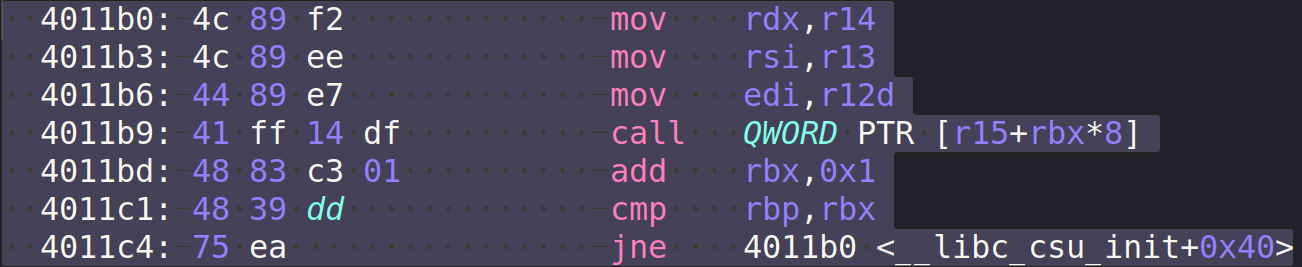 4011b0: 4c 89 f2 mov rdx,r14
4011b3: 4c 89 ee mov rsi,r13
4011b6: 44 89 e7 mov edi,r12d
4011b9: 41 ff 14 df call QWORD PTR [r15+rbx*8]
4011bd: 48 83 c3 01 add rbx,0x1
4011c1: 48 39 dd cmp rbp,rbx
4011c4: 75 ea jne 4011b0 <__libc_csu_init+0x40>